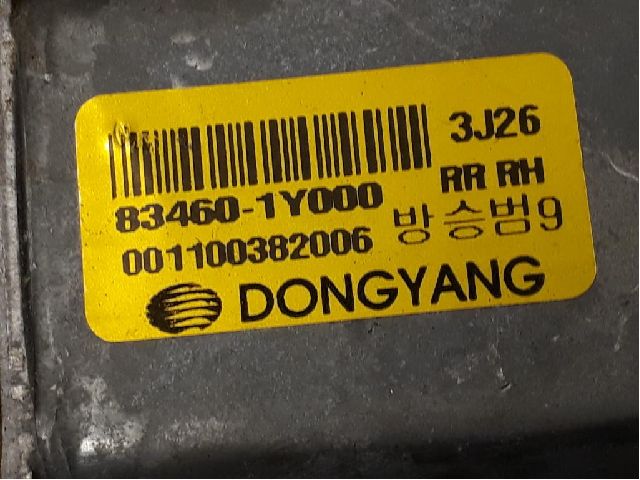 3J26
83460-1Y000
RR RH
001100382006
방승범9
DONGYANG